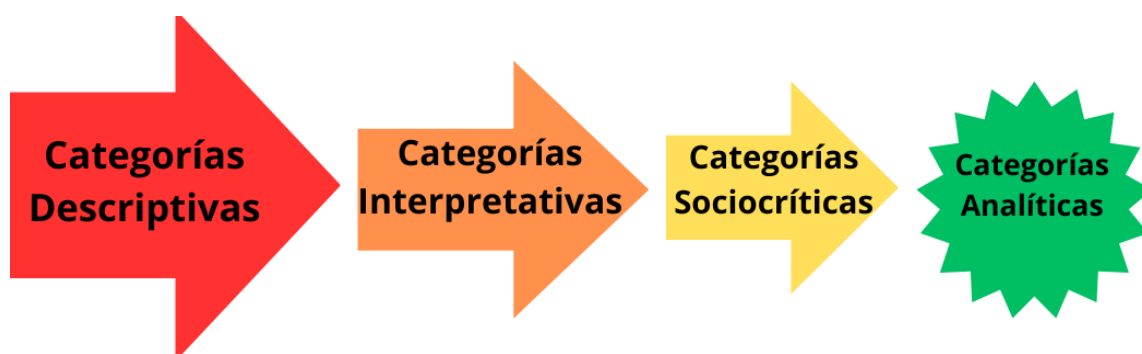 Categorías
Descriptivas
Categorías
Interpretativas
Categorías
Sociocríticas
Categorías
Analíticas